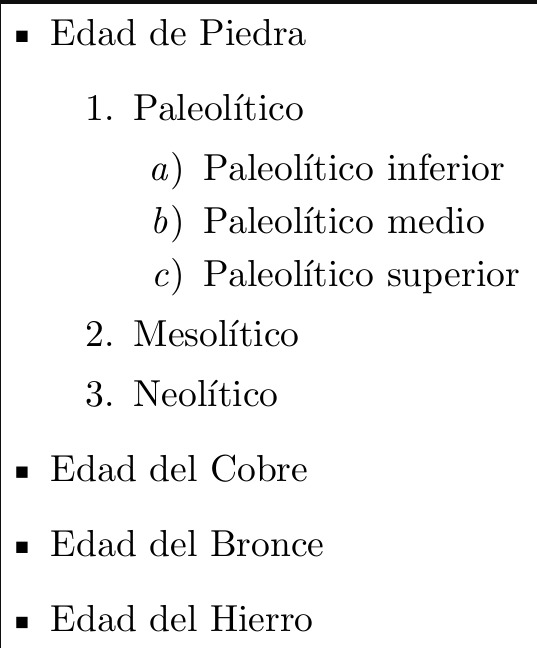 ▪ Edad de Piedra
1. Paleolítico
a) Paleolítico inferior
b) Paleolítico medio
c) Paleolítico superior
2. Mesolítico
3. Neolítico
▪ Edad del Cobre
▪ Edad del Bronce
▪ Edad del Hierro